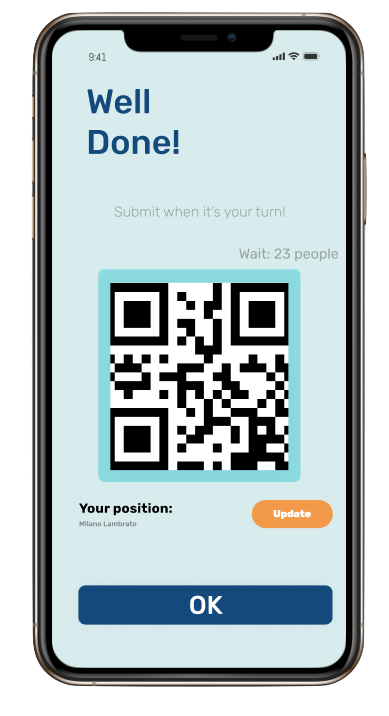 9:41
Well
Done!
Submit when it's your turn!
Wait: 23 people
Your position:
Milano Lambrate
Update
OK